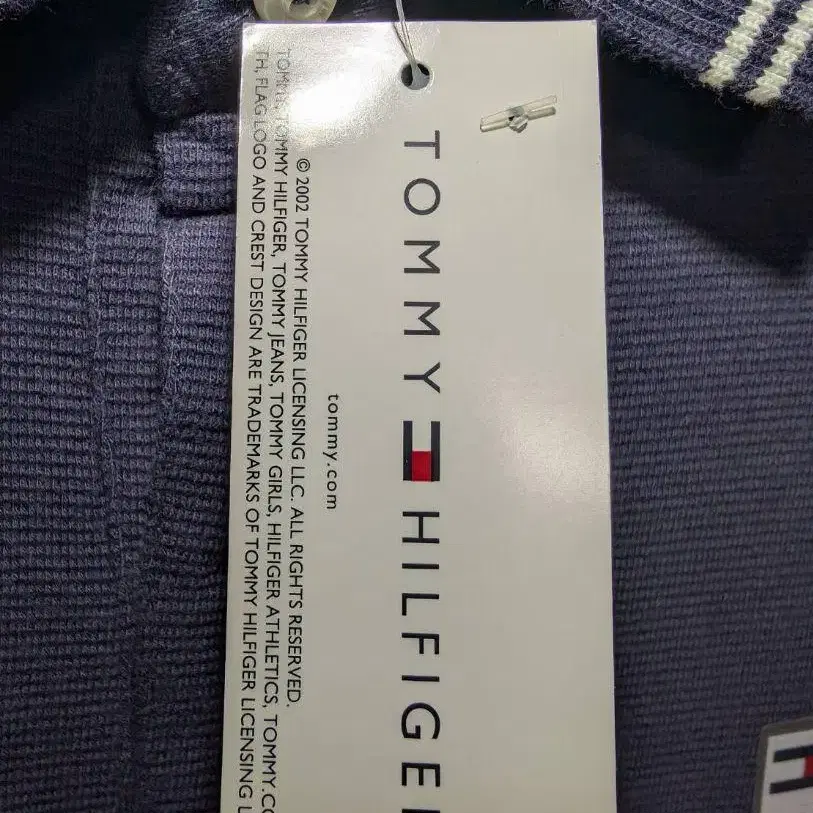 TOMMY HILFIGER
tommy.com
© 2002 TOMMY HILFIGER LICENSING LLC. ALL RIGHTS RESERVED.
TOMMY, TOMMY HILFIGER, TOMMY JEANS, TOMMY GIRLS, HILFIGER ATHLETICS, TOMMY.CO
TH, FLAG LOGO AND CREST DESIGN ARE TRADEMARKS OF TOMMY HILFIGER LICENSING L